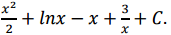 x²/2 + lnx − x + 3/x + C.